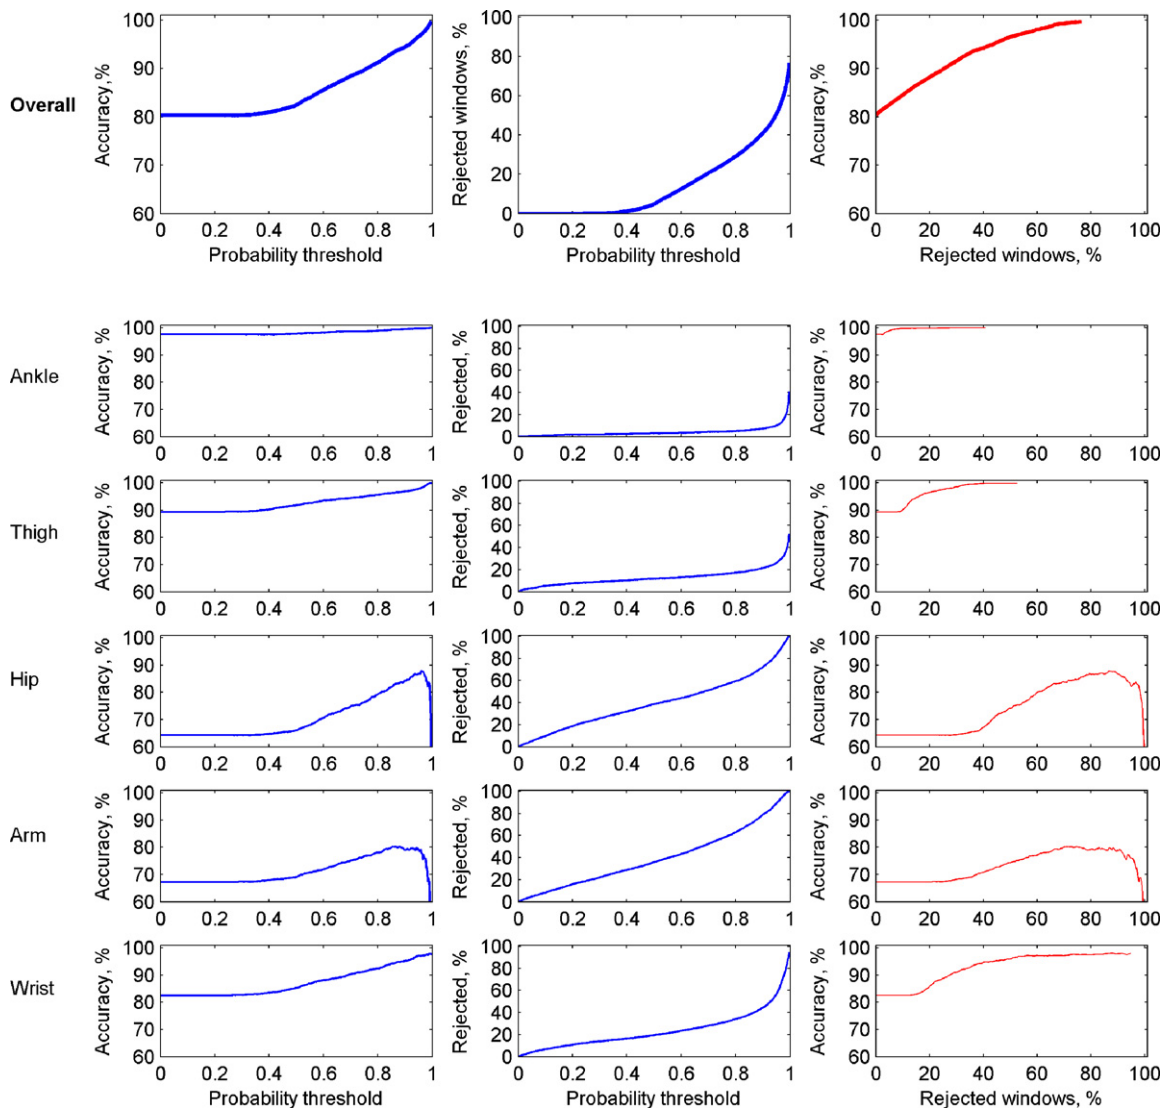 Overall
Accuracy,%
100
90
80
70
60
0 0.2 0.4 0.6 0.8 1
Probability threshold
Rejected windows, %
100
80
60
40
20
0
0 0.2 0.4 0.6 0.8 1
Probability threshold
Accuracy,%
100
90
80
70
60
0 20 40 60 80 100
Rejected windows, %
Ankle
Accuracy, %
100
90
80
70
60
0 0.2 0.4 0.6 0.8 1
Rejected, %
100
80
60
40
20
0
0 0.2 0.4 0.6 0.8 1
Accuracy, %
100
90
80
70
60
0 20 40 60 80 100
Thigh
Accuracy, %
100
90
80
70
60
0 0.2 0.4 0.6 0.8 1
Rejected, %
100
80
60
40
20
0
0 0.2 0.4 0.6 0.8 1
Accuracy, %
100
90
80
70
60
0 20 40 60 80 100
Hip
Accuracy, %
100
90
80
70
60
0 0.2 0.4 0.6 0.8 1
Rejected, %
100
80
60
40
20
0
0 0.2 0.4 0.6 0.8 1
Accuracy, %
100
90
80
70
60
0 20 40 60 80 100
Arm
Accuracy, %
100
90
80
70
60
0 0.2 0.4 0.6 0.8 1
Rejected, %
100
80
60
40
20
0
0 0.2 0.4 0.6 0.8 1
Accuracy, %
100
90
80
70
60
0 20 40 60 80 100
Wrist
Accuracy, %
100
90
80
70
60
0 0.2 0.4 0.6 0.8 1
Probability threshold
Rejected, %
100
80
60
40
20
0
0 0.2 0.4 0.6 0.8 1
Probability threshold
Accuracy, %
100
90
80
70
60
0 20 40 60 80 100
Rejected windows, %